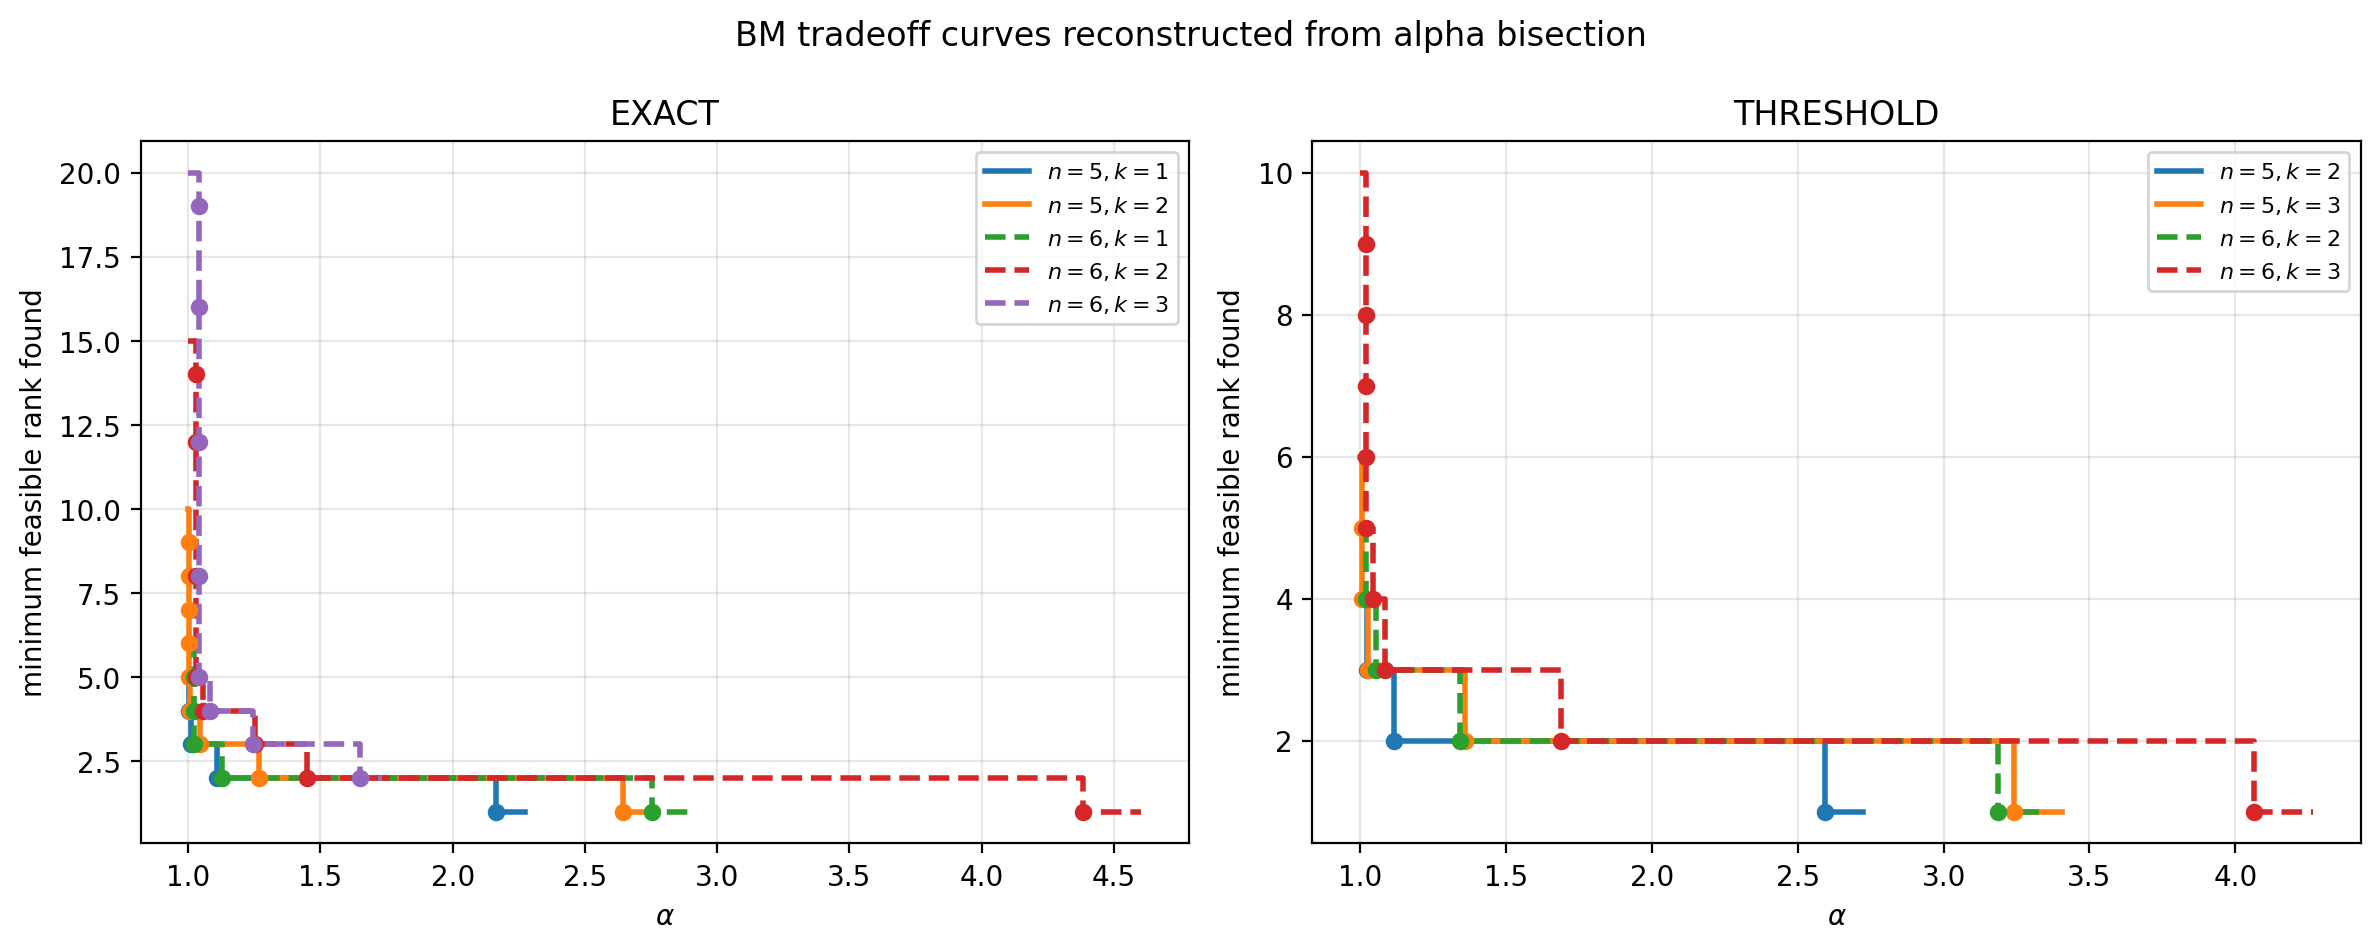 BM tradeoff curves reconstructed from alpha bisection
EXACT
minimum feasible rank found
20.0
17.5
15.0
12.5
10.0
7.5
5.0
2.5
1.0
1.5
2.0
2.5
3.0
3.5
4.0
4.5
α
n = 5, k = 1
n = 5, k = 2
n = 6, k = 1
n = 6, k = 2
n = 6, k = 3
THRESHOLD
minimum feasible rank found
10
8
6
4
2
1.0
1.5
2.0
2.5
3.0
3.5
4.0
α
n = 5, k = 2
n = 5, k = 3
n = 6, k = 2
n = 6, k = 3